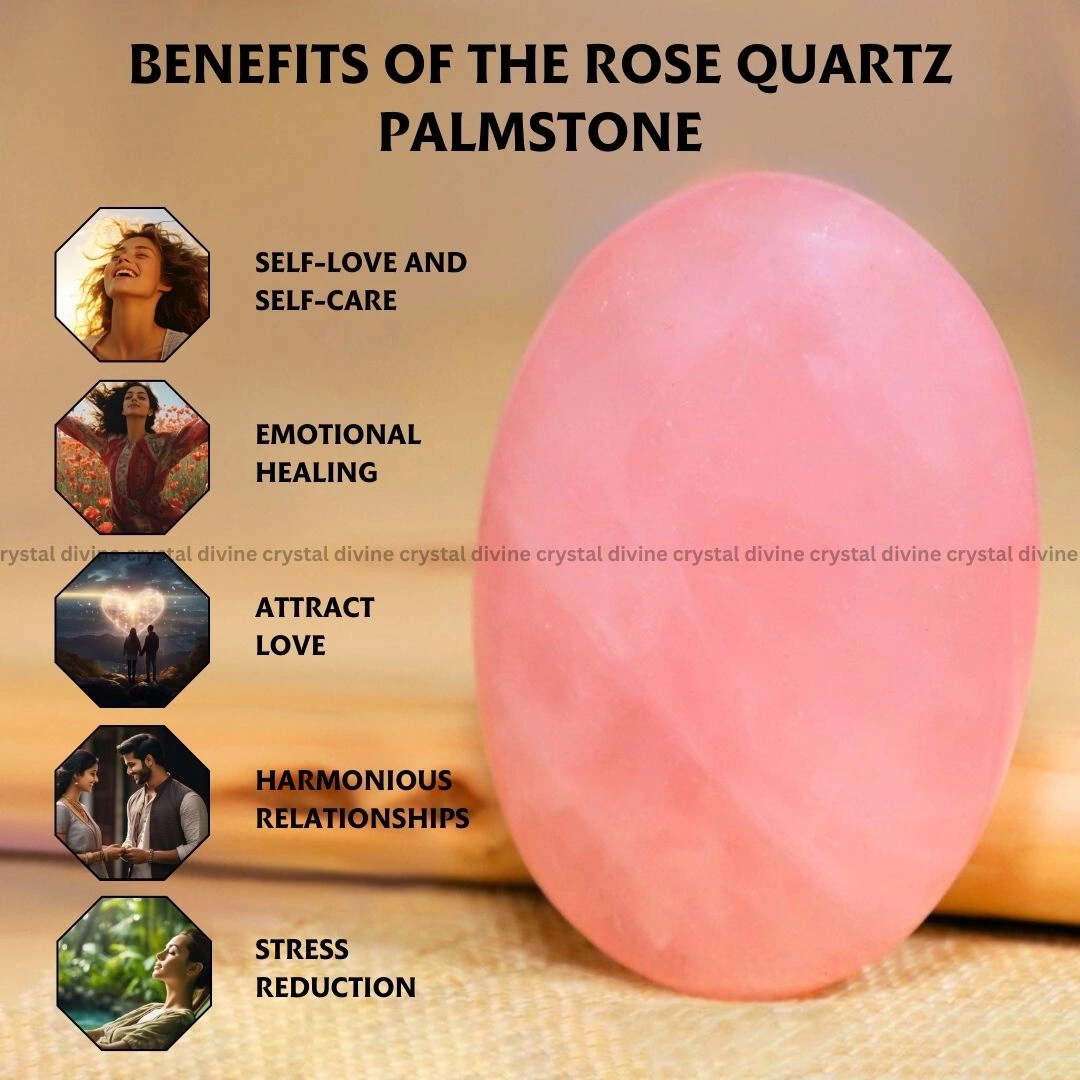 BENEFITS OF THE ROSE QUARTZ
PALMSTONE
SELF-LOVE AND
SELF-CARE
EMOTIONAL
HEALING
rystal divine crystal divine crystal divine crystal divine crystal divine crystal divine crystal divine crystal divine
ATTRACT
LOVE
HARMONIOUS
RELATIONSHIPS
STRESS
REDUCTION